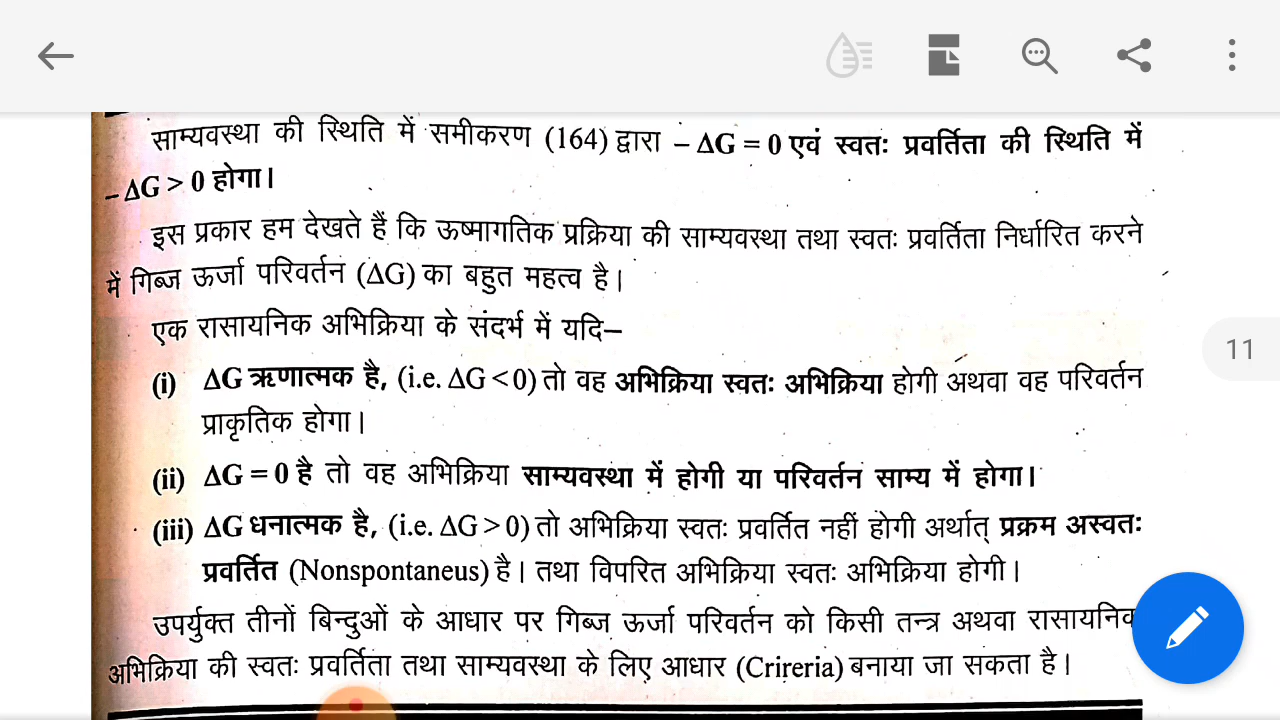 साम्यवस्था की स्थिति में समीकरण (164) द्वारा – ΔG = 0 एवं स्वतः प्रवर्तिता की स्थिति में
– ΔG > 0 होगा।
इस प्रकार हम देखते हैं कि ऊष्मागतिक प्रक्रिया की साम्यवस्था तथा स्वतः प्रवर्तिता निर्धारित करने
में गिब्ज ऊर्जा परिवर्तन (ΔG) का बहुत महत्व है।
एक रासायनिक अभिक्रिया के संदर्भ में यदि–
11
(i) ΔG ऋणात्मक है, (i.e. ΔG < 0) तो वह अभिक्रिया स्वतः अभिक्रिया होगी अथवा वह परिवर्तन
प्राकृतिक होगा।
(ii) ΔG = 0 है तो वह अभिक्रिया साम्यवस्था में होगी या परिवर्तन साम्य में होगा।
(iii) ΔG धनात्मक है, (i.e. ΔG > 0) तो अभिक्रिया स्वतः प्रवर्तित नहीं होगी अर्थात् प्रक्रम अस्वतः
प्रवर्तित (Nonspontaneus) है। तथा विपरित अभिक्रिया स्वतः अभिक्रिया होगी।
उपर्युक्त तीनों बिन्दुओं के आधार पर गिब्ज ऊर्जा परिवर्तन को किसी तन्त्र अथवा रासायनिक
अभिक्रिया की स्वतः प्रवर्तिता तथा साम्यवस्था के लिए आधार (Crireria) बनाया जा सकता है।